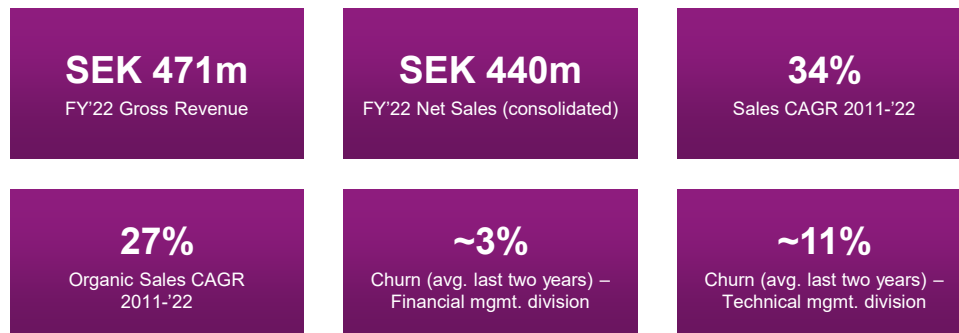 SEK 471m
FY'22 Gross Revenue
SEK 440m
FY'22 Net Sales (consolidated)
34%
Sales CAGR 2011-'22
27%
Organic Sales CAGR
2011-'22
~3%
Churn (avg. last two years) –
Financial mgmt. division
~11%
Churn (avg. last two years) –
Technical mgmt. division